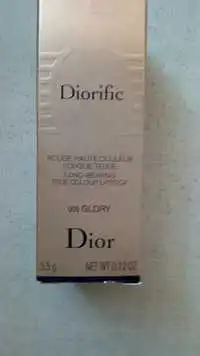 Diorific
ROUGE HAUTE COULEUR
LONGUE TENUE
LONG-WEARING
TRUE COLOUR LIPSTICK
GLORY
Dior
3.5 g NET WT 0.12 OZ